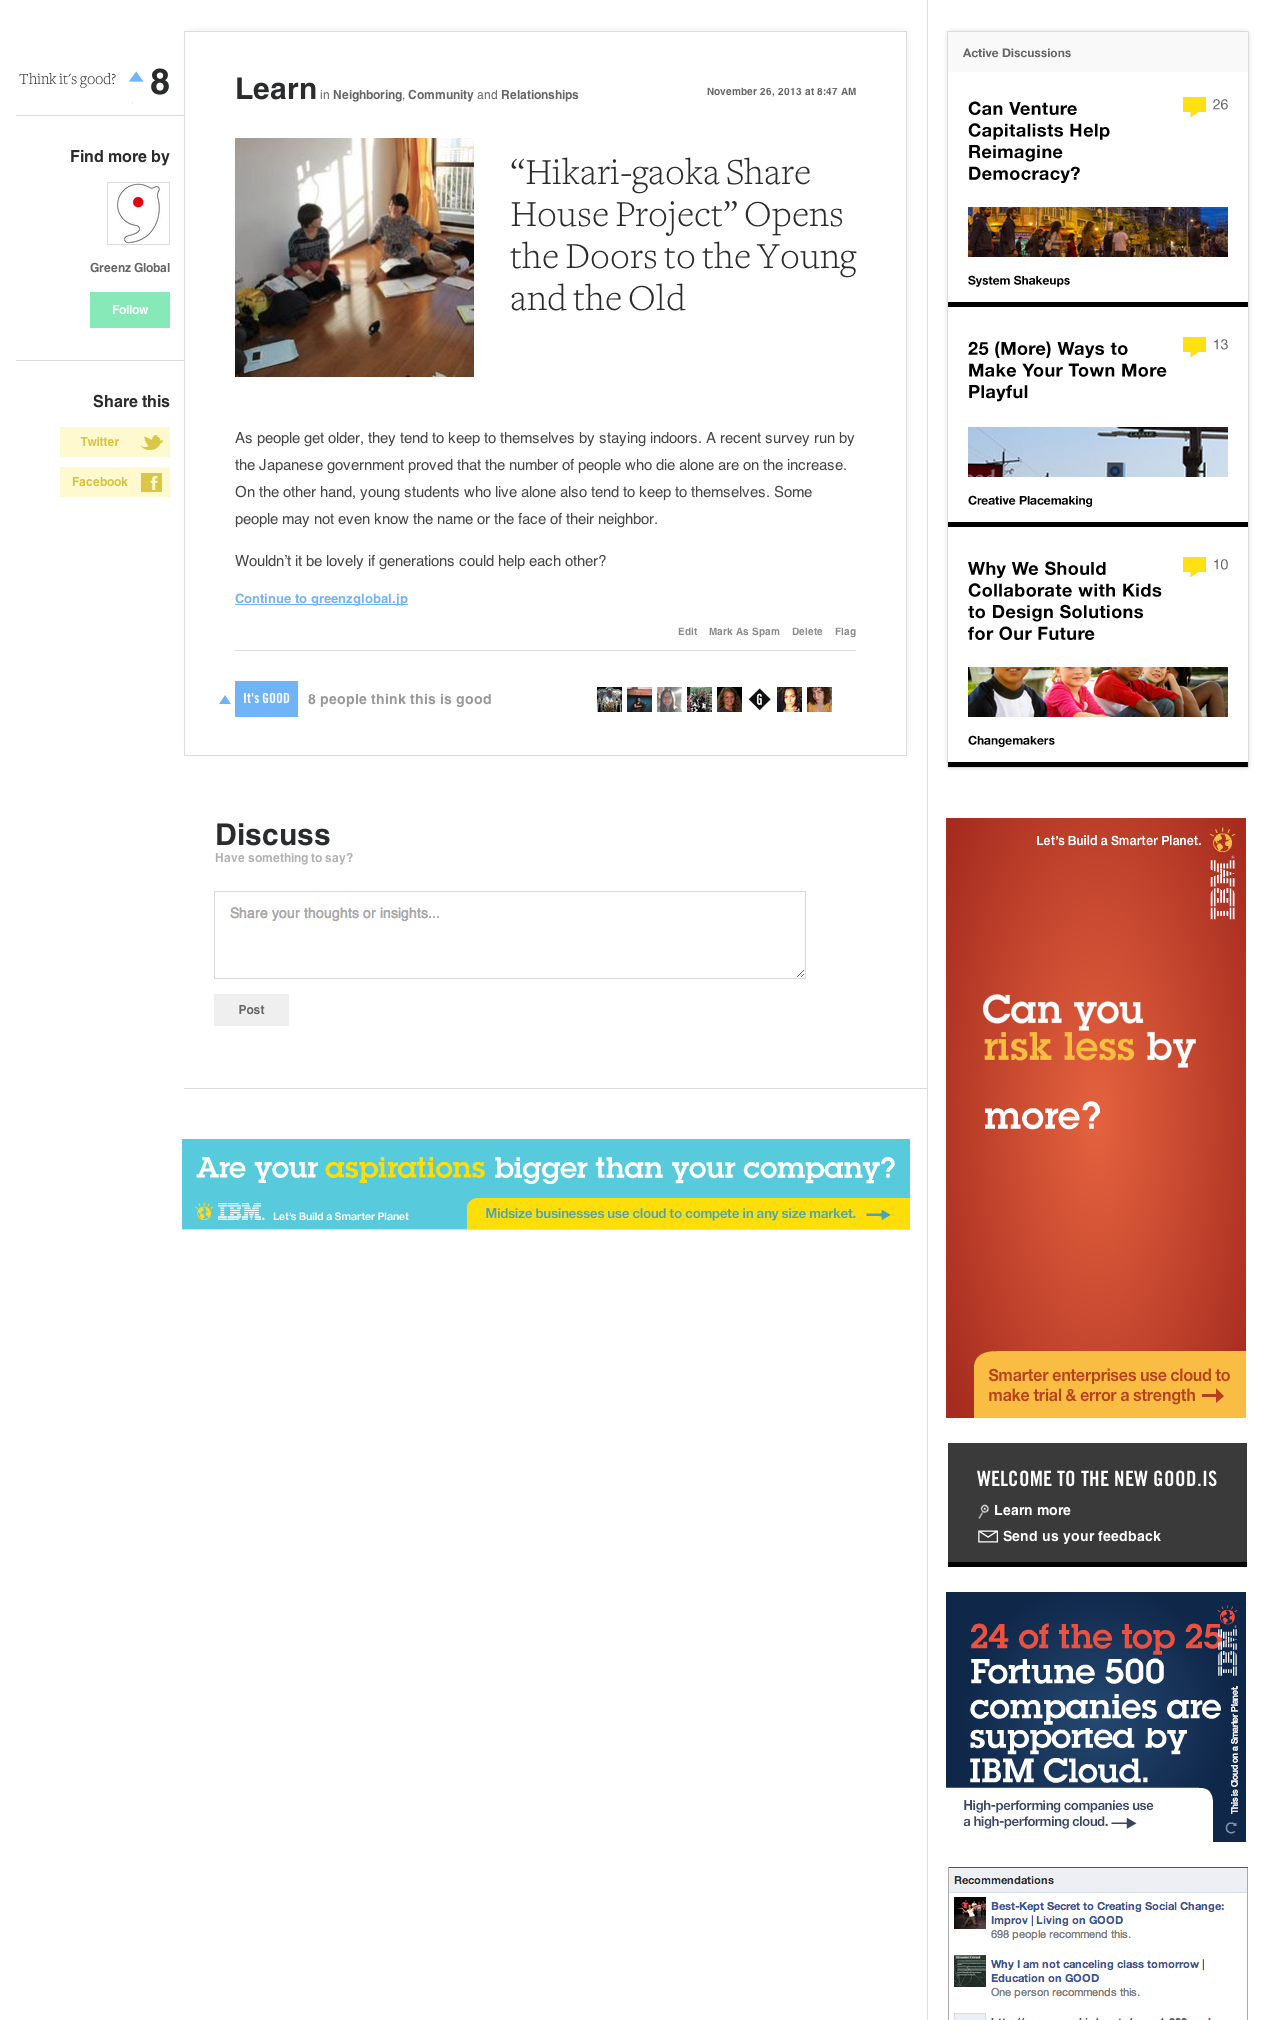 Think it's good? 8
Find more by
Greenz Global
Follow
Share this
Twitter
Facebook
Learn in Neighboring, Community and Relationships
November 26, 2013 at 8:47 AM
“Hikari-gaoka Share
House Project” Opens
the Doors to the Young
and the Old
As people get older, they tend to keep to themselves by staying indoors. A recent survey run by
the Japanese government proved that the number of people who die alone are on the increase.
On the other hand, young students who live alone also tend to keep to themselves. Some
people may not even know the name or the face of their neighbor.
Wouldn’t it be lovely if generations could help each other?
Continue to greenzglobal.jp
Edit Mark As Spam Delete Flag
It's GOOD 8 people think this is good
G
Discuss
Have something to say?
Share your thoughts or insights...
Post
Are your aspirations bigger than your company?
IBM. Let's Build a Smarter Planet
Midsize businesses use cloud to compete in any size market.
Active Discussions
Can Venture
Capitalists Help
Reimagine
Democracy?
26
System Shakeups
25 (More) Ways to
Make Your Town More
Playful
13
Creative Placemaking
Why We Should
Collaborate with Kids
to Design Solutions
for Our Future
10
Changemakers
Let's Build a Smarter Planet.
IBM.
Can you
risk less by
more?
Smarter enterprises use cloud to
make trial & error a strength
WELCOME TO THE NEW GOOD.IS
Learn more
Send us your feedback
24 of the top 25
Fortune 500
companies are
supported by
IBM Cloud.
IBM
This is Cloud on a Smarter Planet.
High-performing companies use
a high-performing cloud.
Recommendations
Best-Kept Secret to Creating Social Change:
Improv | Living on GOOD
698 people recommend this.
Why I am not canceling class tomorrow |
Education on GOOD
One person recommends this.